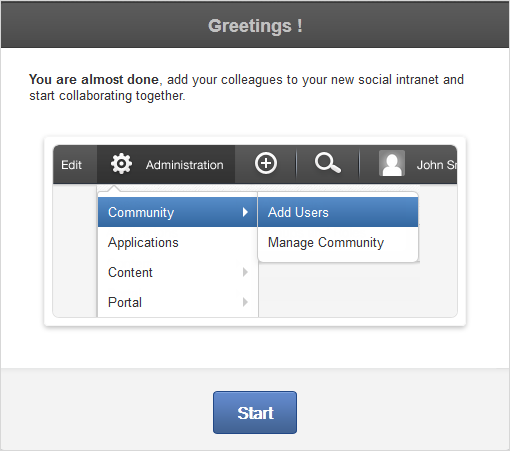 Greetings !
You are almost done, add your colleagues to your new social intranet and
start collaborating together.
Edit Administration John Sn
Community Add Users
Applications Manage Community
Content
Portal
Start